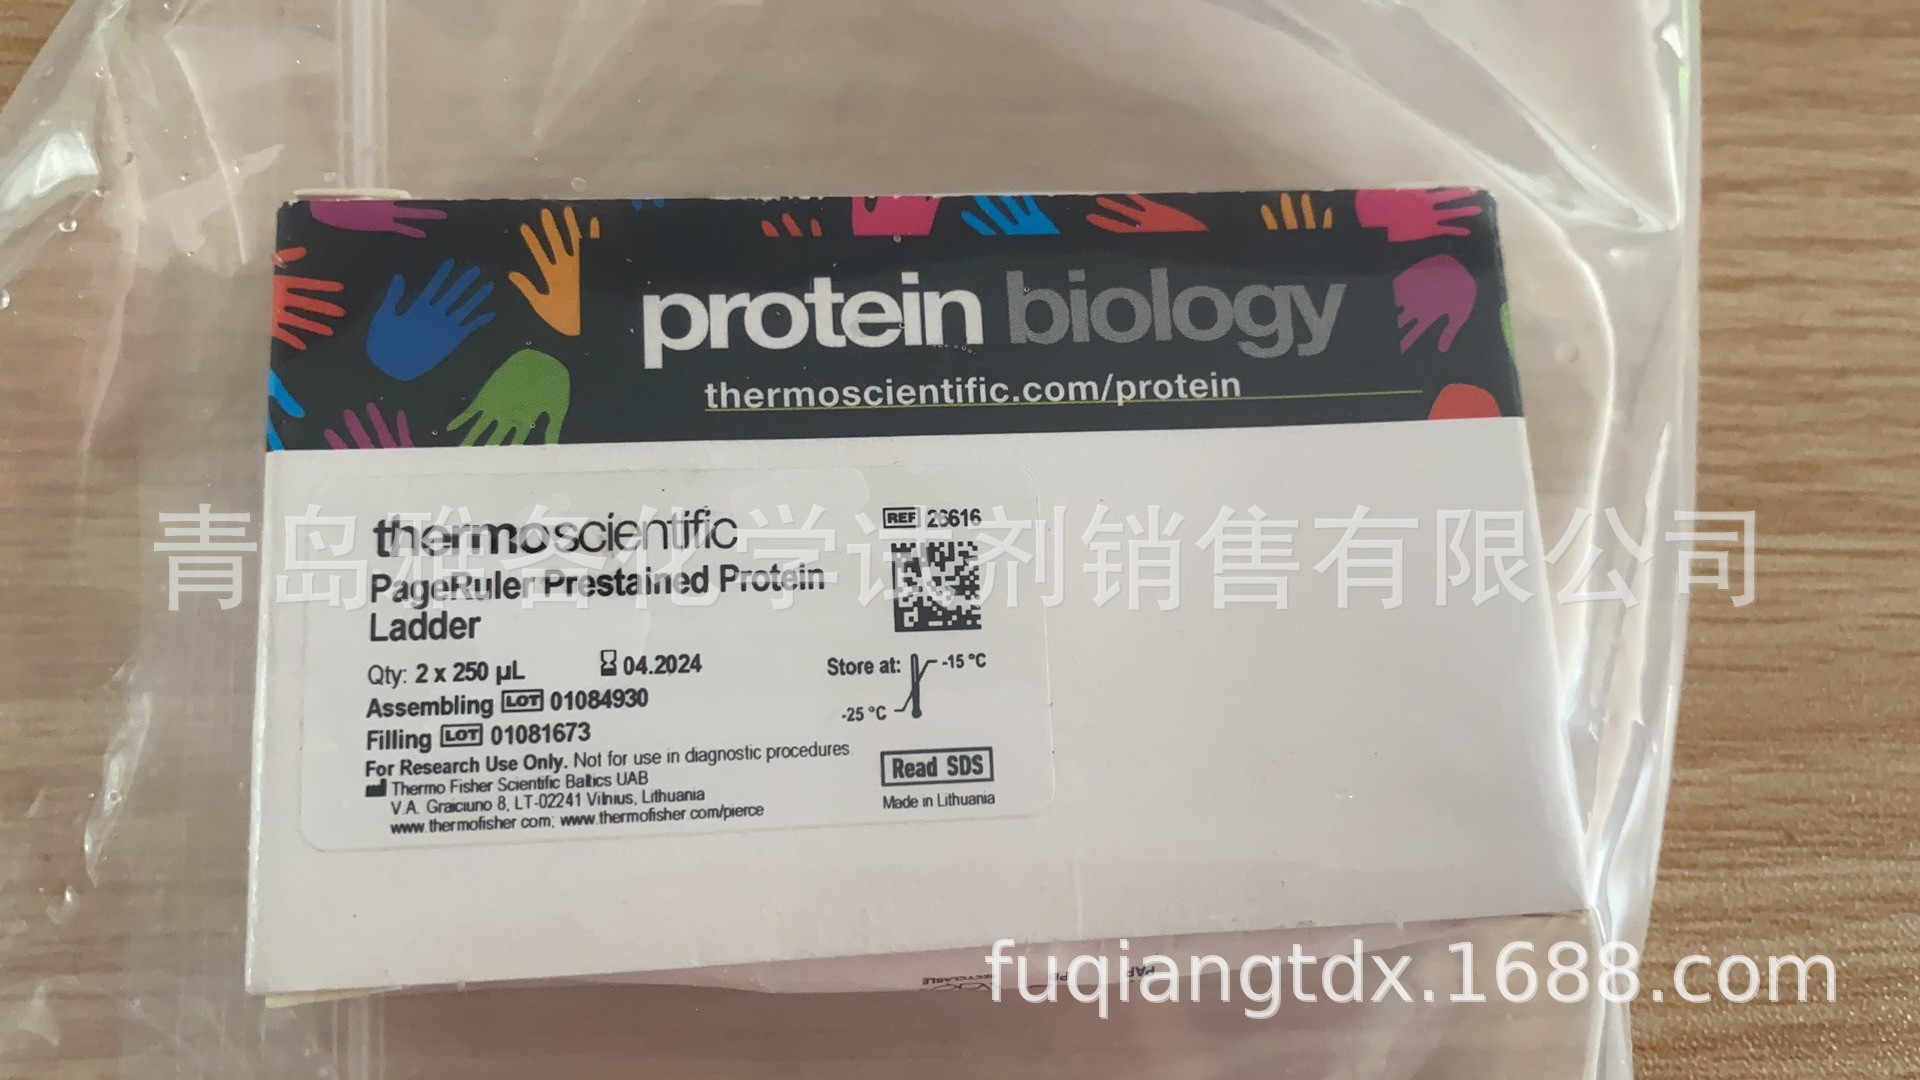 protein biology
thermoscientific.com/protein
青岛雅各化学试剂销售有限公司
thermoscientific
PageRuler Prestained Protein
Ladder
REF 26616
Qty: 2 x 250 µL
04.2024
Assembling LOT 01084930
Filling LOT 01081673
Store at: -15 °C
-25 °C
For Research Use Only. Not for use in diagnostic procedures.
Thermo Fisher Scientific Baltics UAB
V.A. Graiciuno 8, LT-02241 Vilnius, Lithuania
www.thermofisher.com; www.thermofisher.com/pierce
Read SDS
Made in Lithuania
fuqiangtdx.1688.com